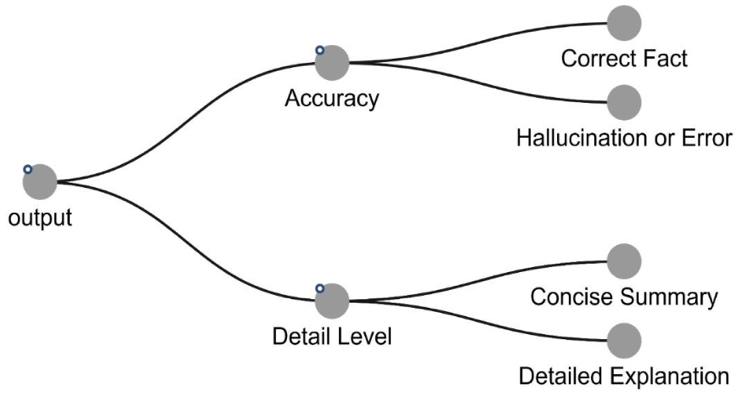 Correct Fact
Accuracy
Hallucination or Error
output
Concise Summary
Detail Level
Detailed Explanation